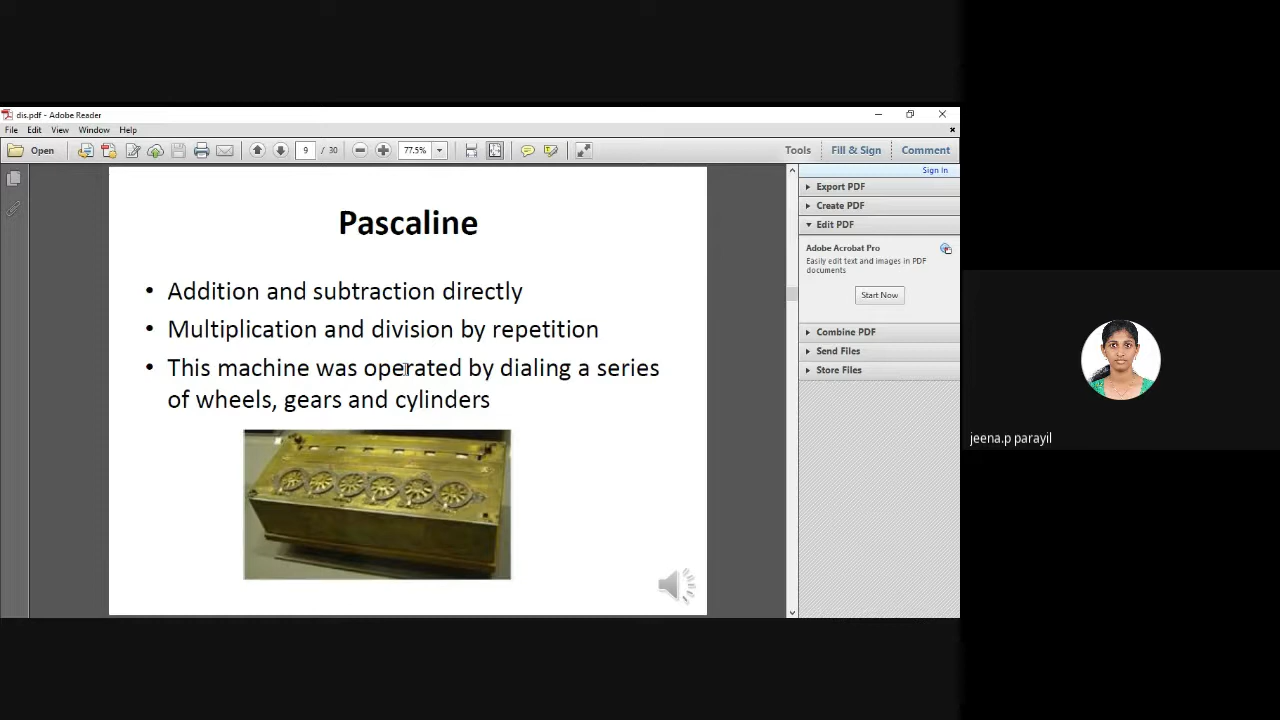 dis.pdf - Adobe Reader
File Edit View Window Help
Open 9 / 30 77.5% Tools Fill & Sign Comment
Sign In
Export PDF
Create PDF
Edit PDF
Adobe Acrobat Pro
Easily edit text and images in PDF
documents
Start Now
Combine PDF
Send Files
Store Files
Pascaline
• Addition and subtraction directly
• Multiplication and division by repetition
• This machine was operated by dialing a series
of wheels, gears and cylinders
jeena.p parayil